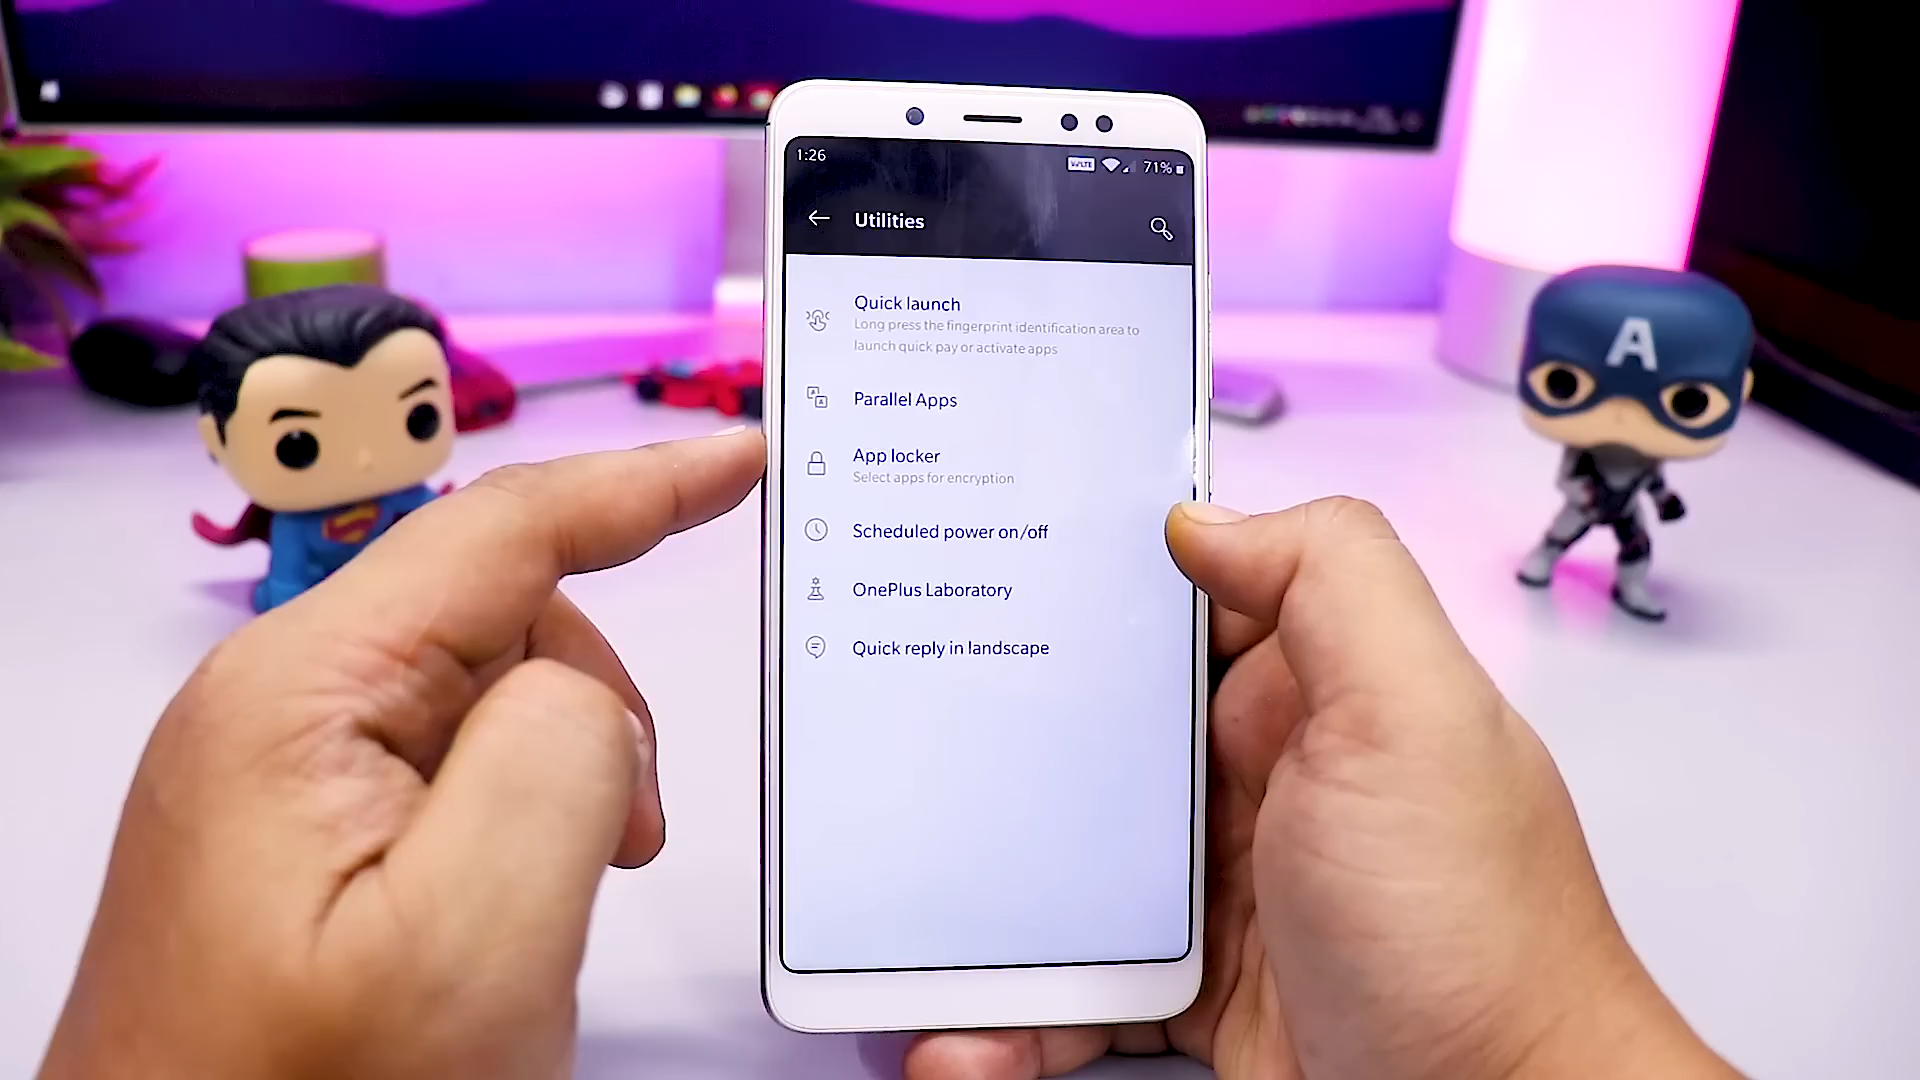 1:26
VoLTE
71%
Utilities
Quick launch
Long press the fingerprint identification area to
launch quick pay or activate apps
Parallel Apps
App locker
Select apps for encryption
Scheduled power on/off
OnePlus Laboratory
Quick reply in landscape
A